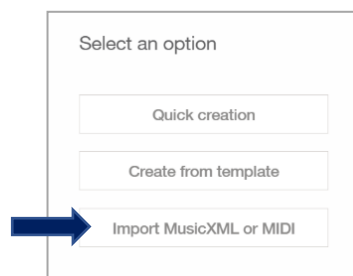 Select an option
Quick creation
Create from template
Import MusicXML or MIDI